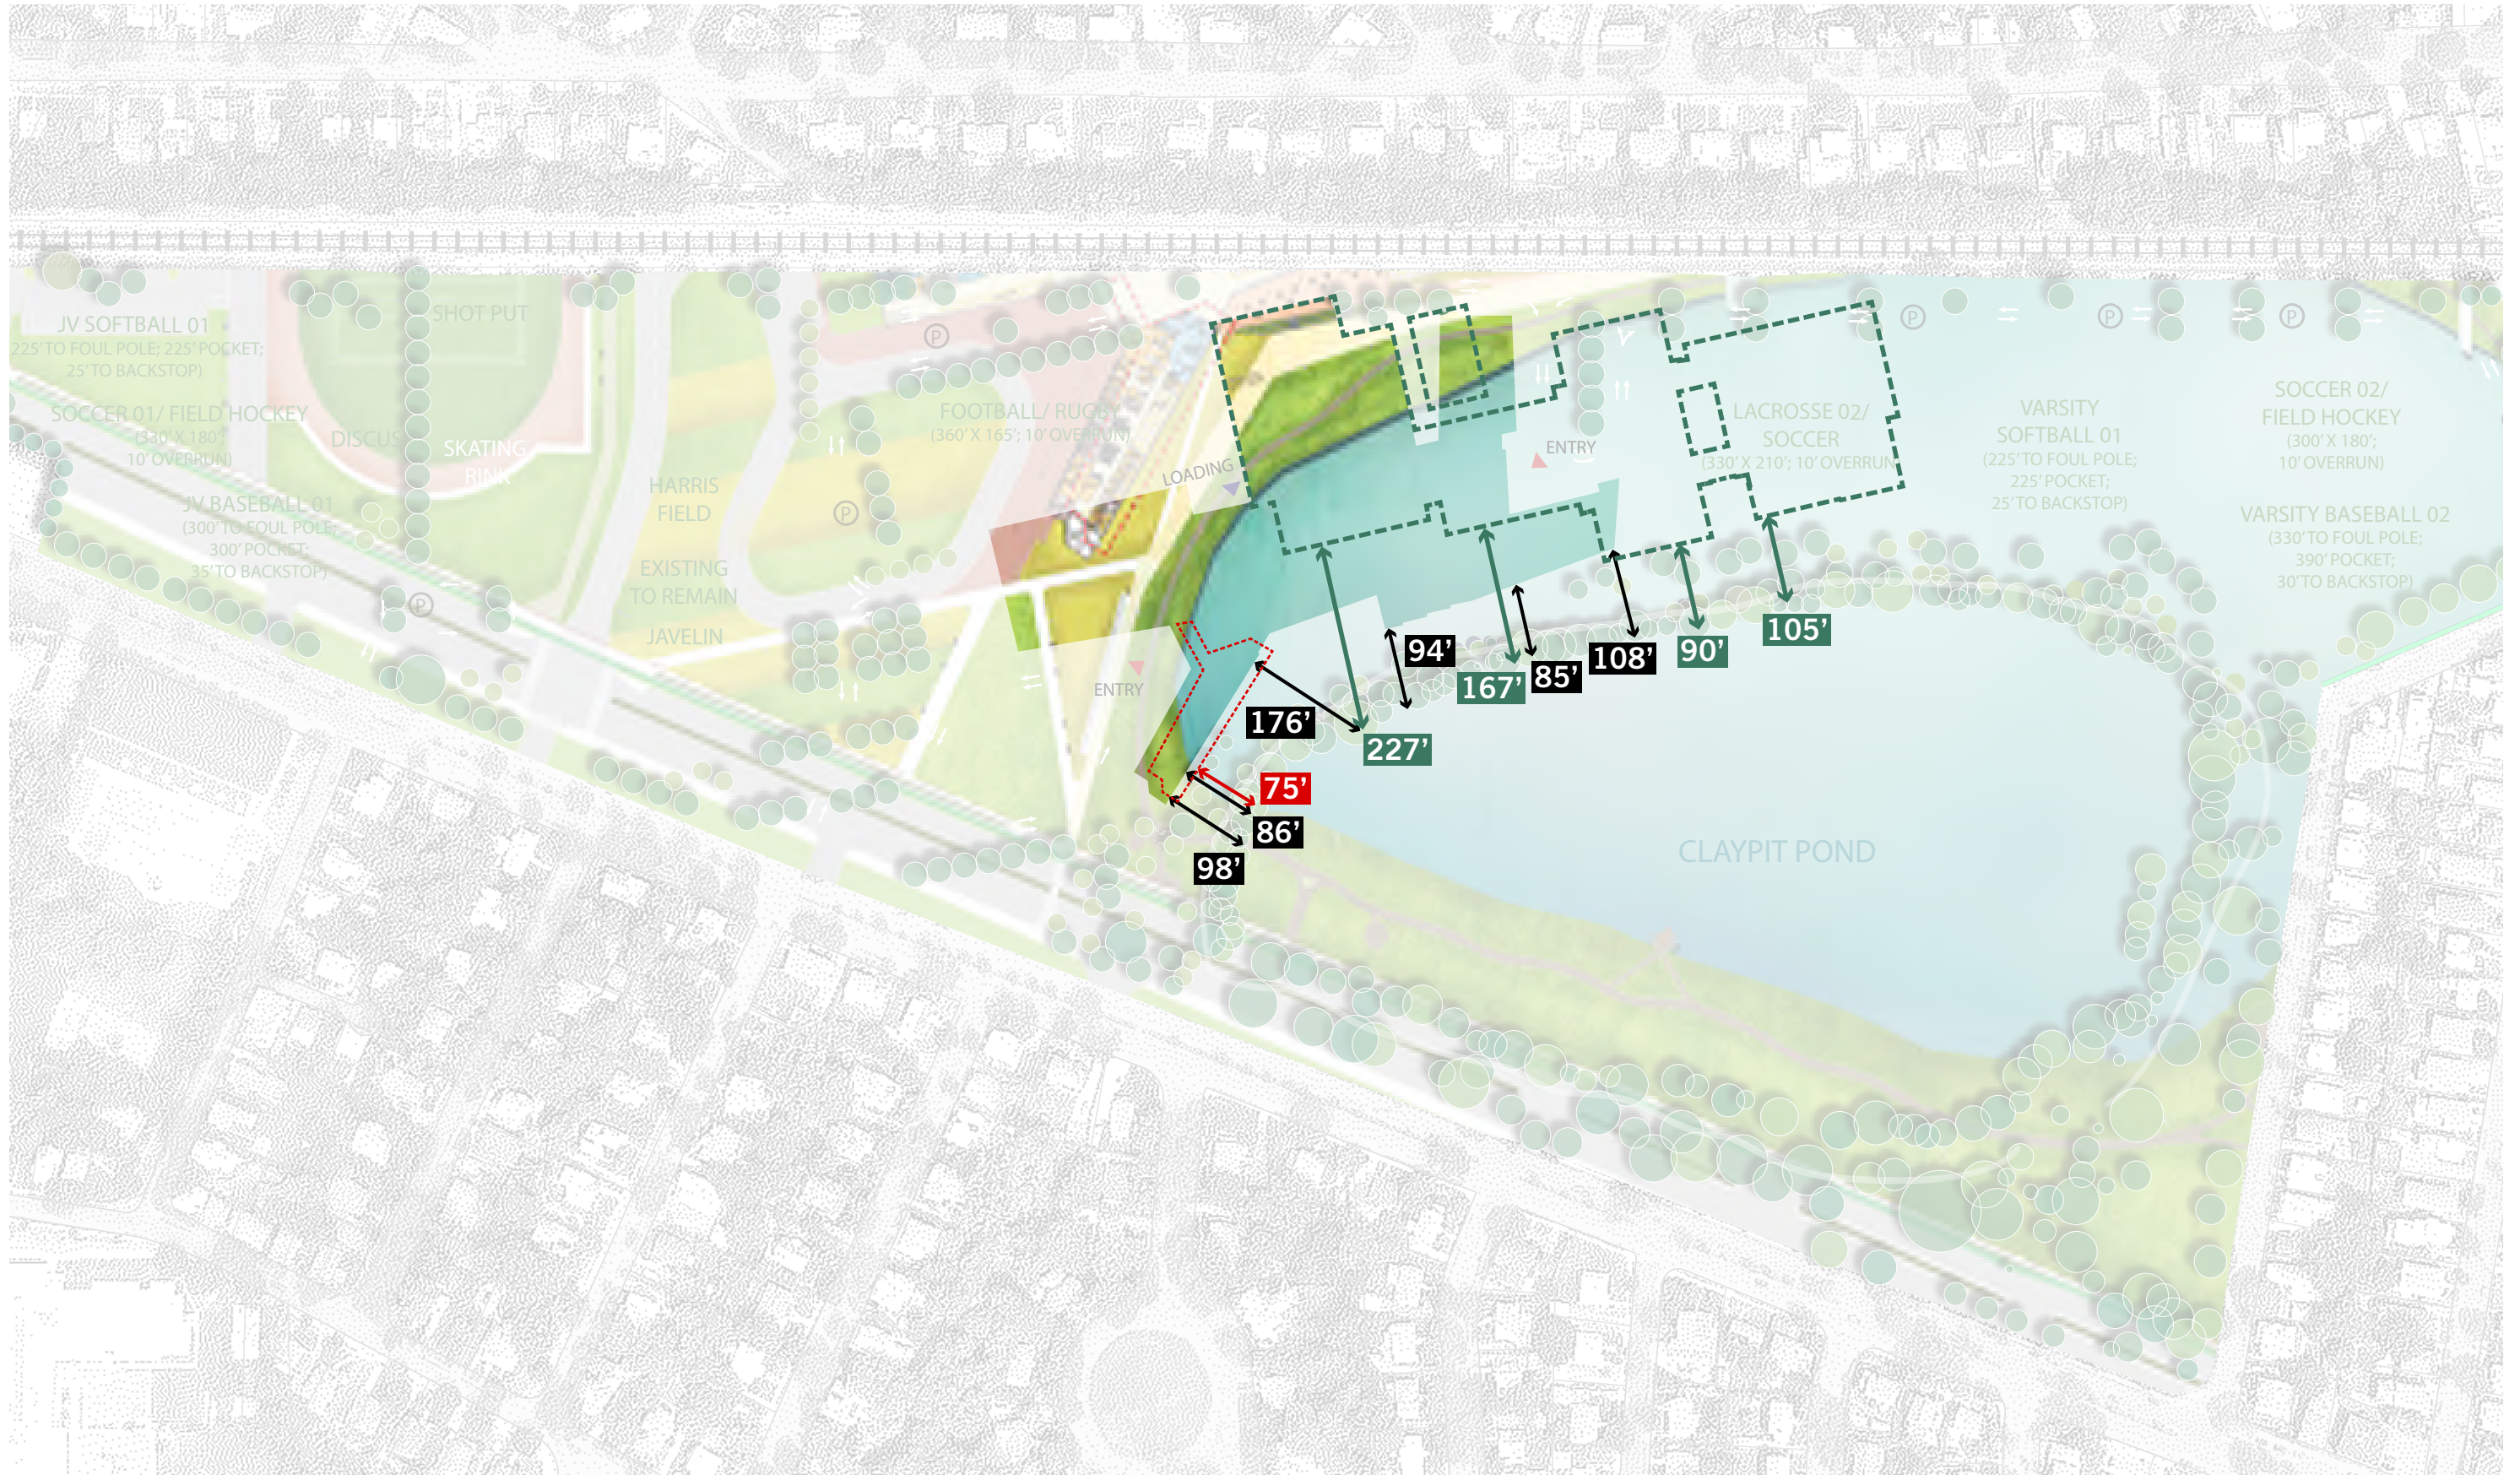 JV SOFTBALL 01
225' TO FOUL POLE; 225' POCKET;
25' TO BACKSTOP)
SOCCER 01/ FIELD HOCKEY
(330' X 180';
10' OVERRUN)
JV BASEBALL 01
(300' TO FOUL POLE;
300' POCKET;
35' TO BACKSTOP)
P
SHOT PUT
DISCUS
SKATING
RINK
HARRIS
FIELD
EXISTING
TO REMAIN
JAVELIN
P
P
FOOTBALL/ RUGBY
(360' X 165'; 10' OVERRUN)
LOADING
ENTRY
ENTRY
LACROSSE 02/
SOCCER
(330' X 210'; 10' OVERRUN
P
P
P
VARSITY
SOFTBALL 01
(225' TO FOUL POLE;
225' POCKET;
25' TO BACKSTOP)
SOCCER 02/
FIELD HOCKEY
(300' X 180';
10' OVERRUN)
VARSITY BASEBALL 02
(330' TO FOUL POLE;
390' POCKET;
30' TO BACKSTOP)
105'
90'
108'
94'
85'
167'
176'
227'
75'
86'
98'
CLAYPIT POND